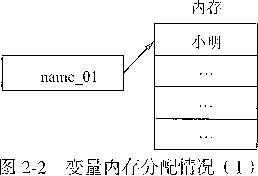 内存
小明
name_01
…
…
…
图 2-2 变量内存分配情况（1）